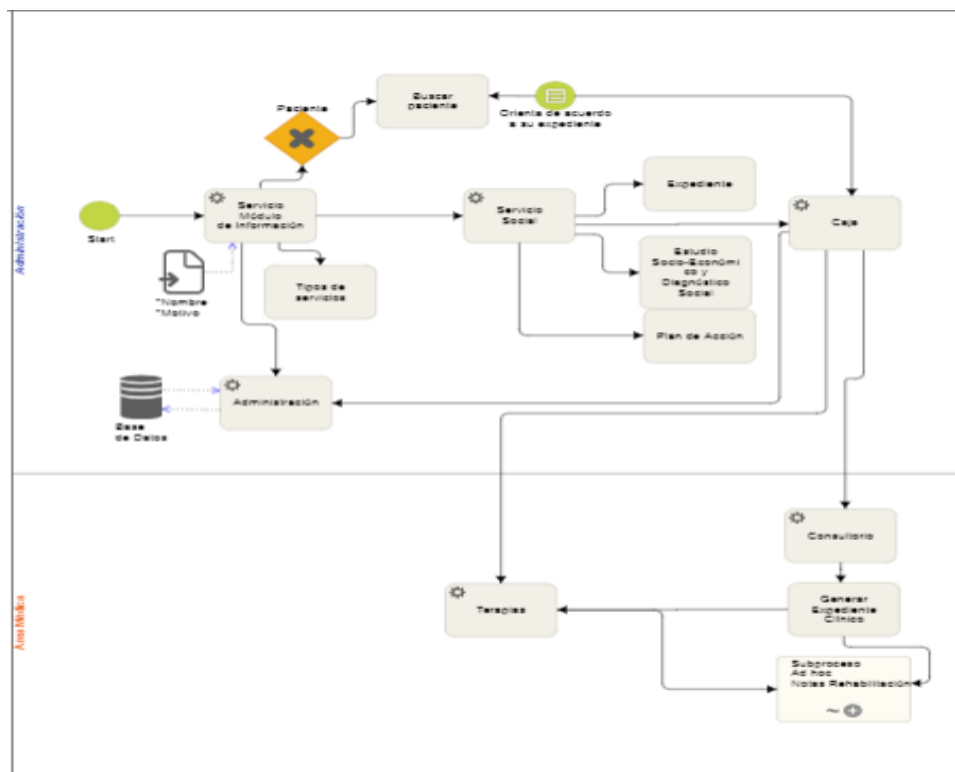 Buscar
paciente
Paciente
Orienta de acuerdo
a su expediente
Administración
Start
Servicio
Módulo
de Información
Servicio
Social
Expediente
Caja
Estudio
Socio-Económi
co y
Diagnóstico
Social
Tipos de
servicios
*Nombre
*Motivo
Plan de Acción
Administración
Base
de Datos
Área Médica
Consultorio
Terapias
Generar
Expediente
Clínico
Subproceso
Ad hoc
Notas Rehabilitación